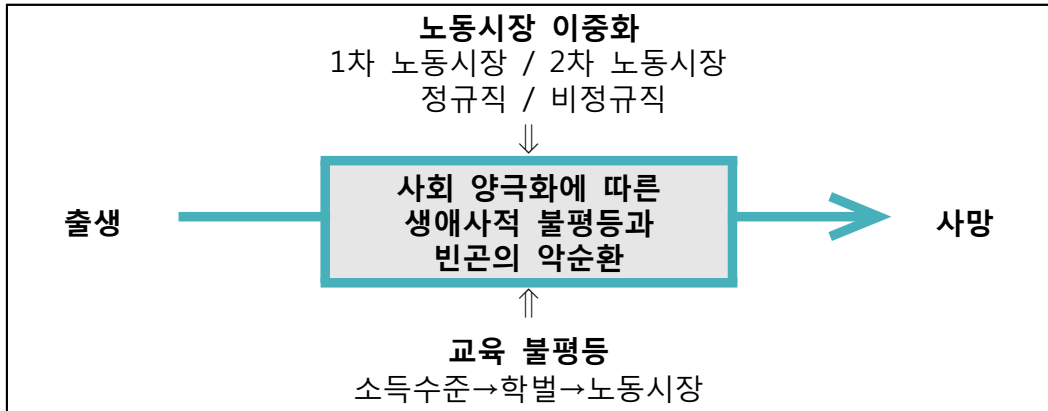 노동시장 이중화
1차 노동시장 / 2차 노동시장
정규직 / 비정규직
⇓
사회 양극화에 따른
출생
생애사적 불평등과
사망
빈곤의 악순환
⇑
교육 불평등
소득수준→학벌→노동시장